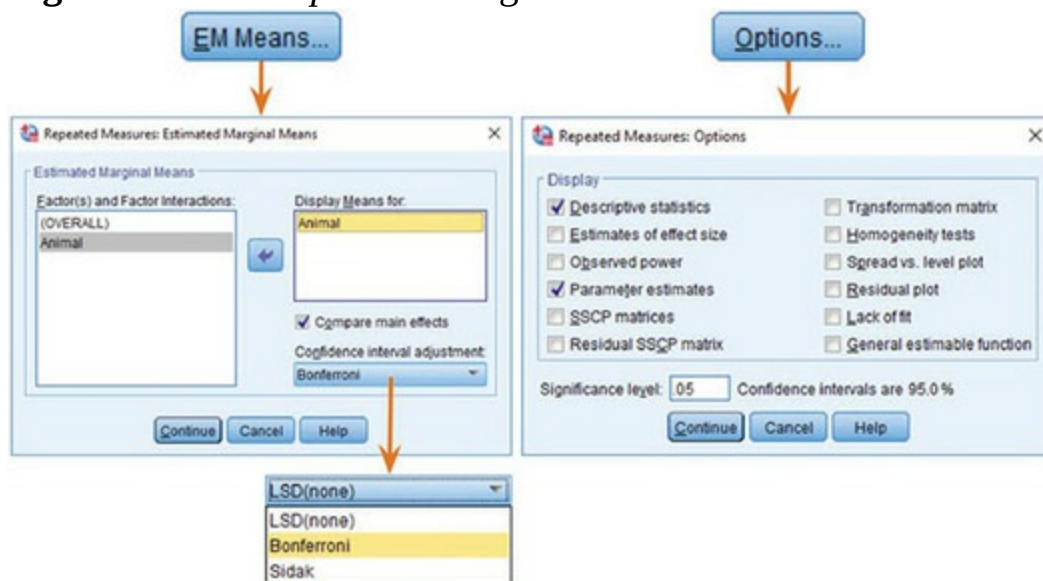 EM Means...
Options...
Repeated Measures: Estimated Marginal Means
Estimated Marginal Means
Factor(s) and Factor Interactions:
(OVERALL)
Animal
Display Means for:
Animal
Compare main effects
Confidence interval adjustment:
Bonferroni
Continue
Cancel
Help
LSD(none)
LSD(none)
Bonferroni
Sidak
Repeated Measures: Options
Display
Descriptive statistics
Estimates of effect size
Observed power
Parameter estimates
SSCP matrices
Residual SSCP matrix
Transformation matrix
Homogeneity tests
Spread vs. level plot
Residual plot
Lack of fit
General estimable function
Significance level: .05 Confidence intervals are 95.0 %
Continue
Cancel
Help